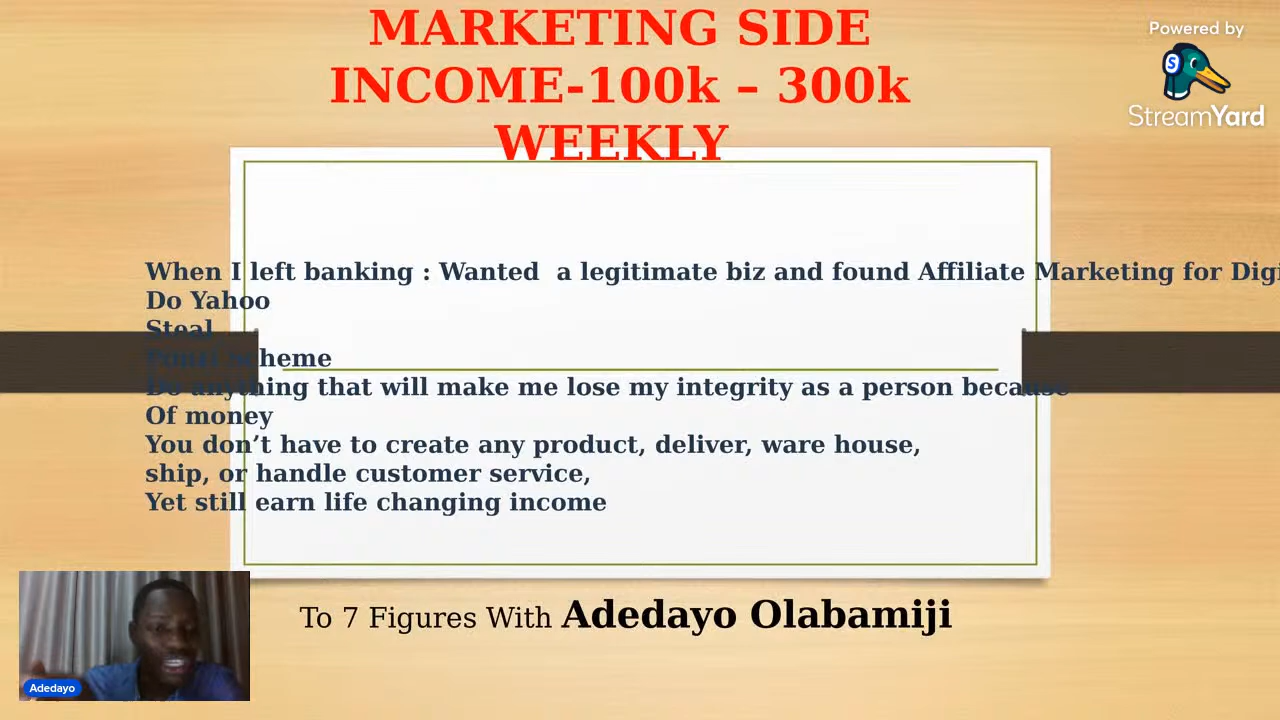 MARKETING SIDE
INCOME-100k – 300k
WEEKLY
Powered by
StreamYard
When I left banking : Wanted a legitimate biz and found Affiliate Marketing for Digi
Do Yahoo
Steal
Ponzi Scheme
Do anything that will make me lose my integrity as a person because
Of money
You don’t have to create any product, deliver, ware house,
ship, or handle customer service,
Yet still earn life changing income
To 7 Figures With Adedayo Olabamiji
Adedayo